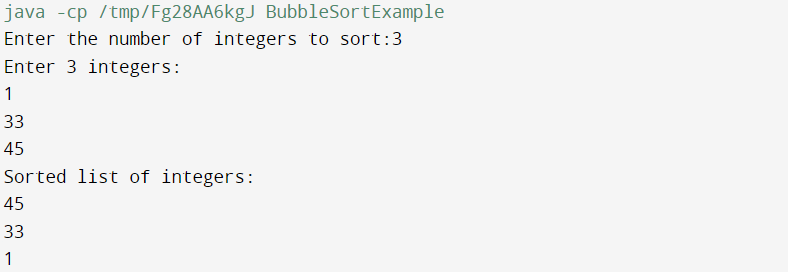 java -cp /tmp/Fg28AA6kgJ BubbleSortExample
Enter the number of integers to sort:3
Enter 3 integers:
1
33
45
Sorted list of integers:
45
33
1